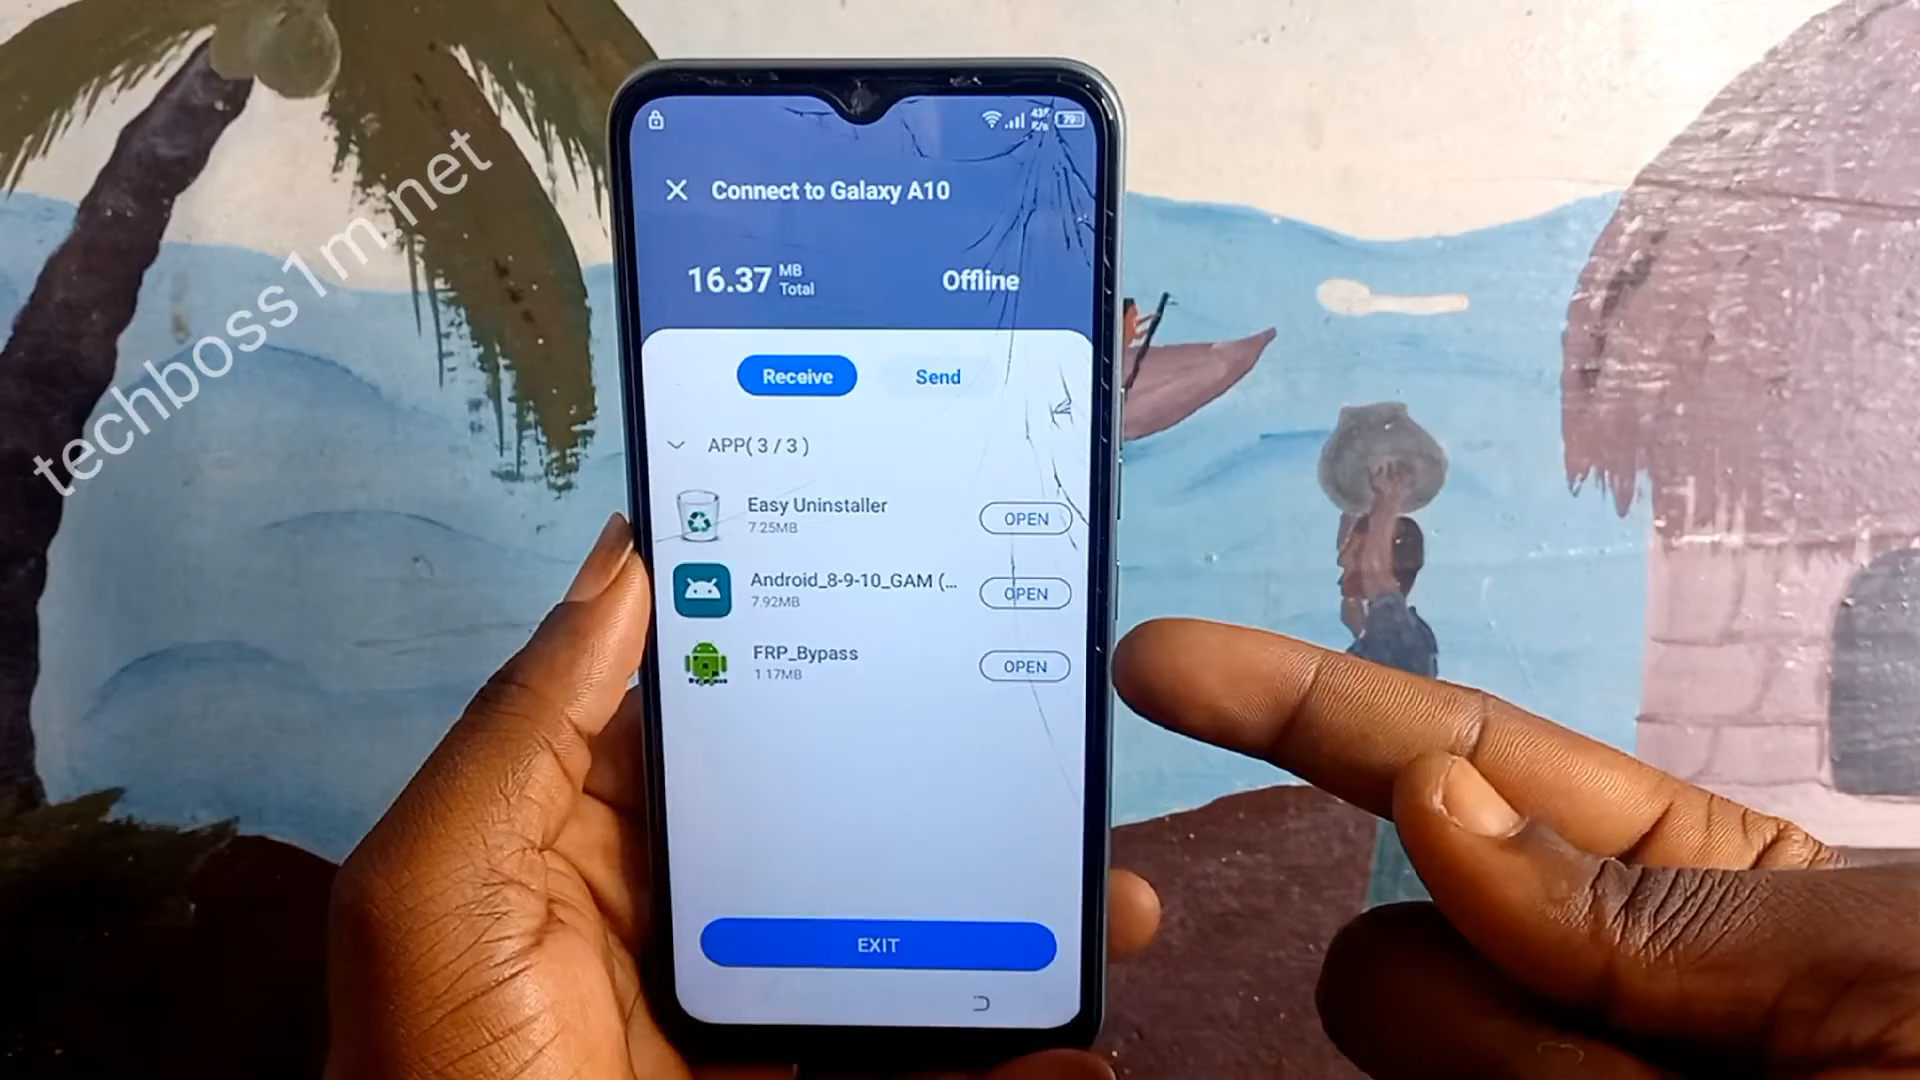 techboss1m.net
Connect to Galaxy A10
16.37 MB Total
Offline
Receive
Send
APP( 3 / 3 )
Easy Uninstaller
7.25MB
OPEN
Android_8-9-10_GAM (...
7.92MB
OPEN
FRP_Bypass
1.17MB
OPEN
EXIT